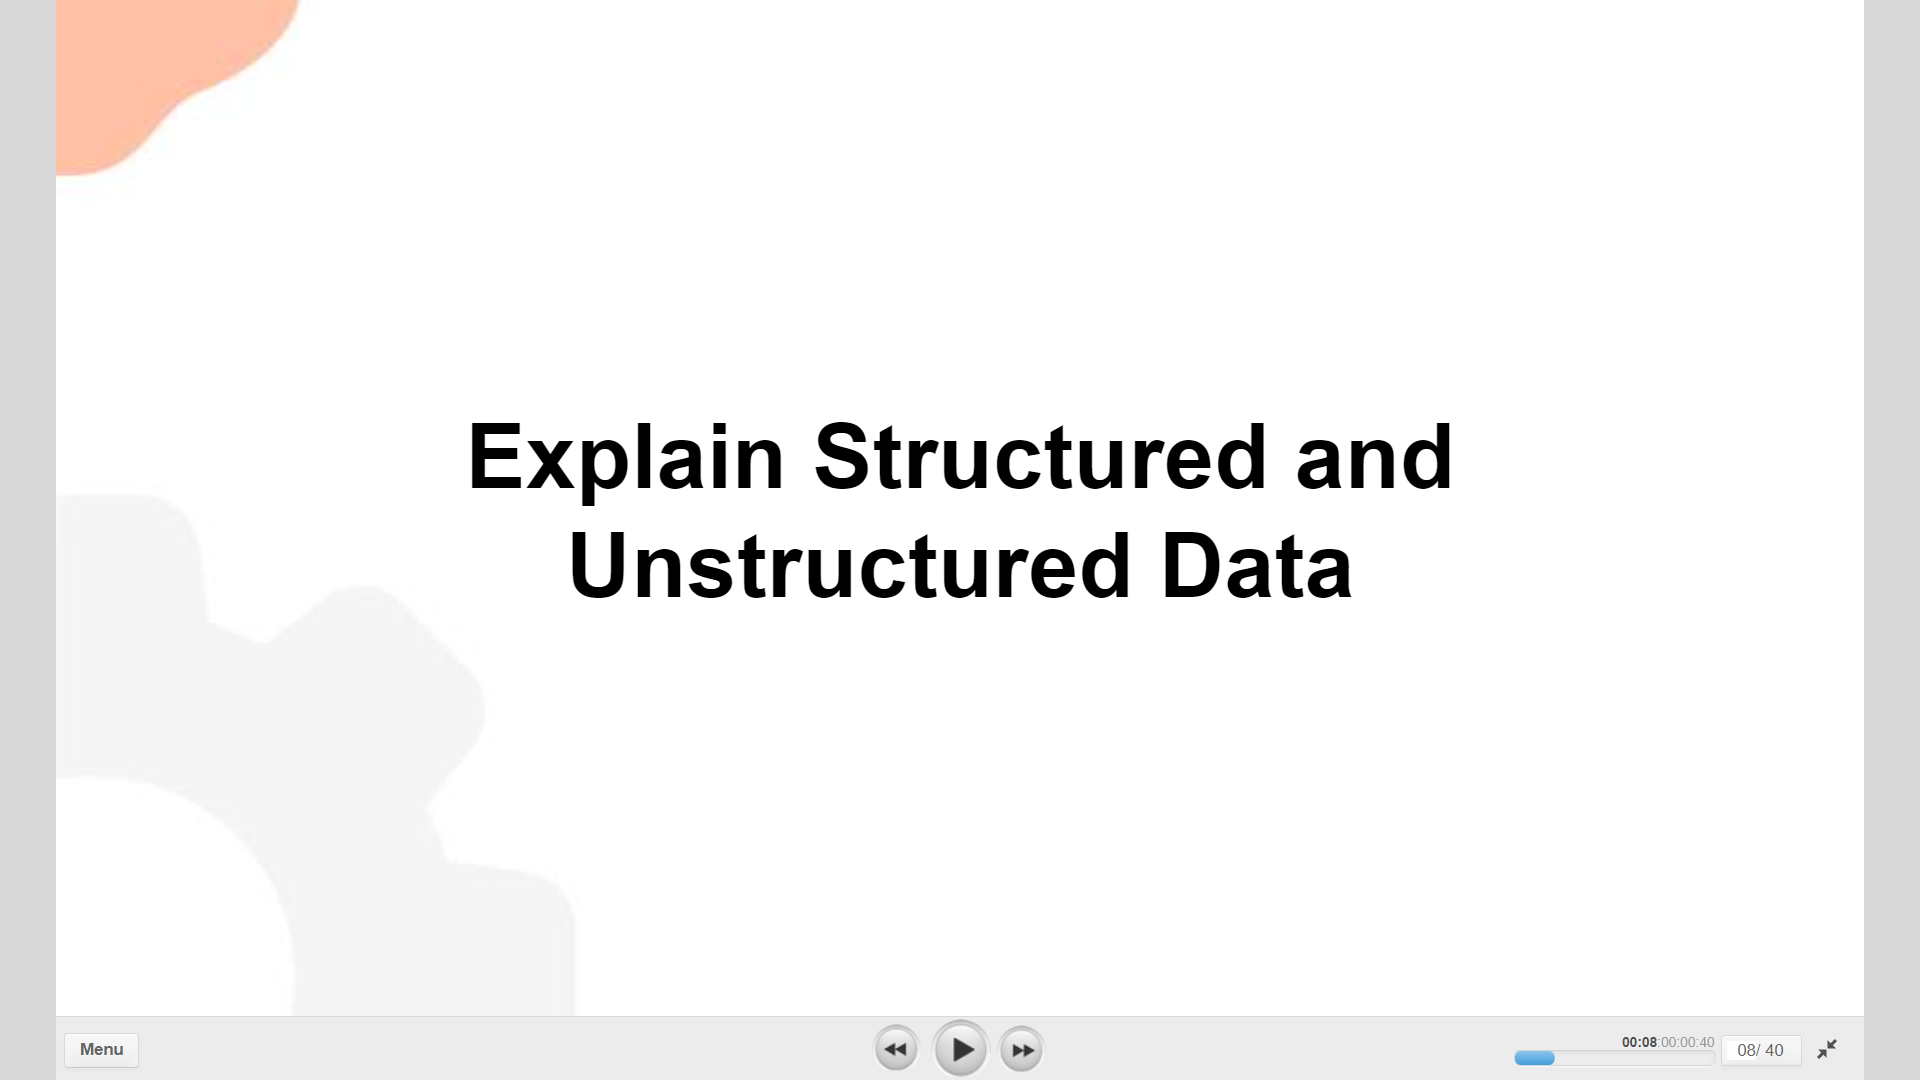 Explain Structured and
Unstructured Data
Menu
00:08:00:00:40
08/ 40